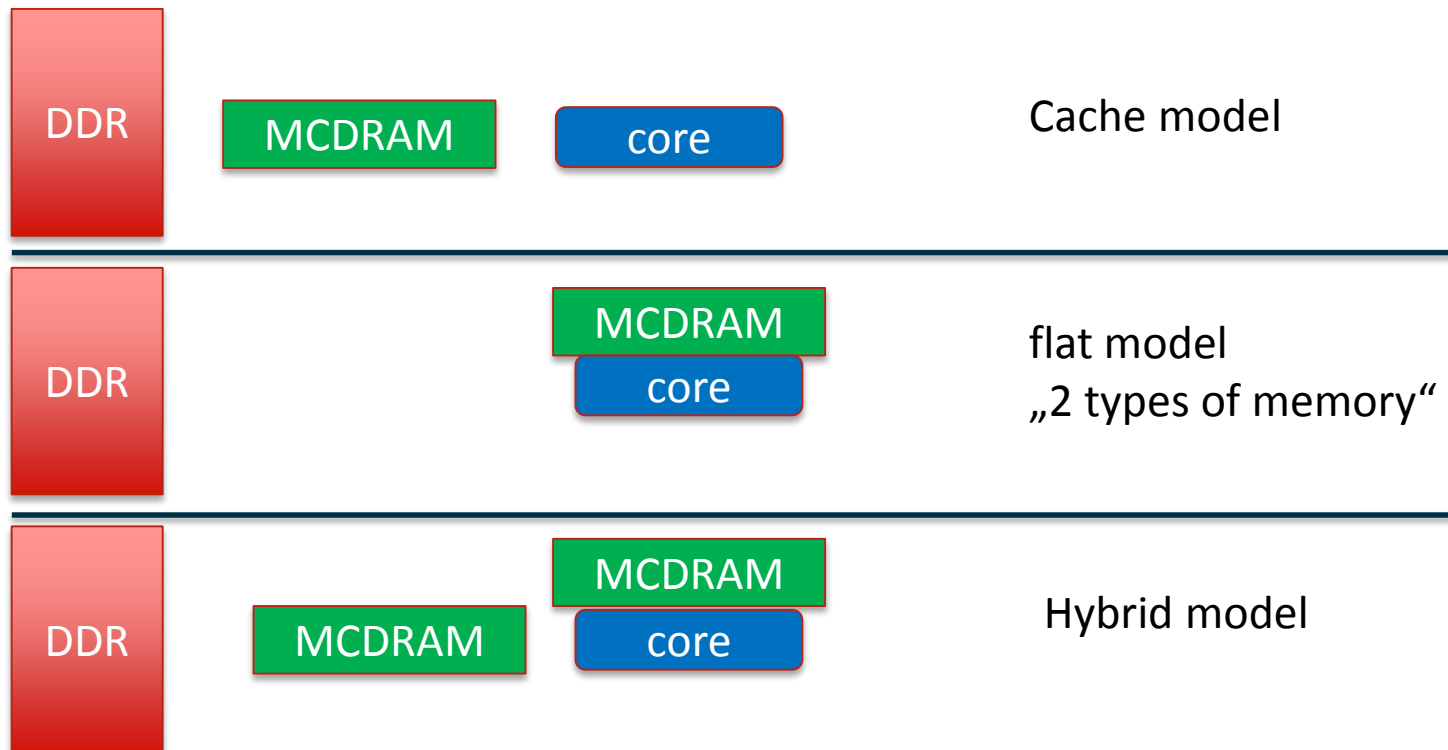 DDR
MCDRAM
core
Cache model
DDR
MCDRAM
core
flat model
„2 types of memory“
DDR
MCDRAM
MCDRAM
core
Hybrid model